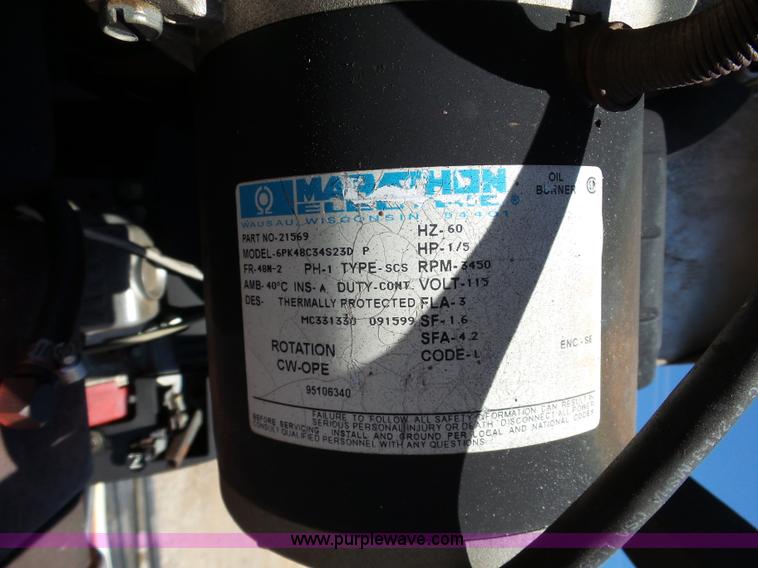 MARATHON
ELECTRIC®
WAUSAU, WISCONSIN 54401
OIL
BURNER
PART NO-21569
HZ-60
MODEL-6PK48C34S23D P
HP-1/5
FR-48N-2 PH-1 TYPE-SCS RPM-3450
AMB-40°C INS-A DUTY-CONT. VOLT-115
DES- THERMALLY PROTECTED FLA-3
MC331330 091599 SF-1.6
SFA-4.2
ROTATION
CW-OPE
CODE-L
ENC-SE
95106340
FAILURE TO FOLLOW ALL SAFETY INFORMATION CAN RESULT IN
SERIOUS PERSONAL INJURY OR DEATH. DISCONNECT ALL POWER
BEFORE SERVICING. INSTALL AND GROUND PER LOCAL AND NATIONAL CODES.
CONSULT QUALIFIED PERSONNEL WITH ANY QUESTIONS.
www.purplewave.com